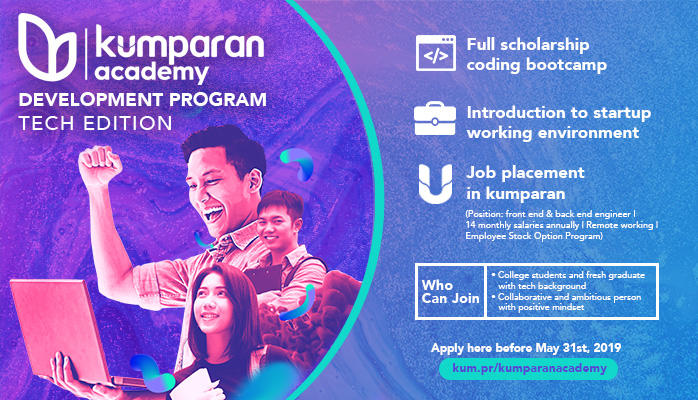 kumparan
academy
DEVELOPMENT PROGRAM
TECH EDITION
</>
Full scholarship
coding bootcamp
Introduction to startup
working environment
Job placement
in kumparan
(Position: front end & back end engineer |
14 monthly salaries annually | Remote working |
Employee Stock Option Program)
Who
Can Join
• College students and fresh graduate
with tech background
• Collaborative and ambitious person
with positive mindset
Apply here before May 31st, 2019
kum.pr/kumparanacademy